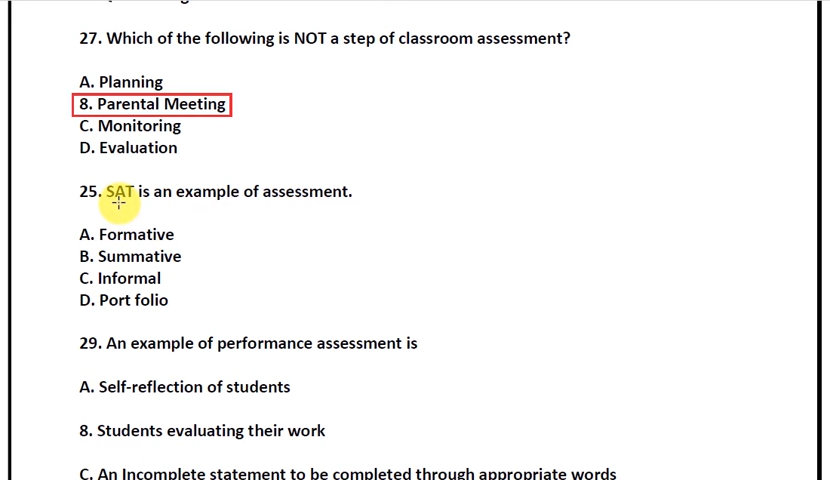 27. Which of the following is NOT a step of classroom assessment?
A. Planning
8. Parental Meeting
C. Monitoring
D. Evaluation
25. SAT is an example of assessment.
A. Formative
B. Summative
C. Informal
D. Port folio
29. An example of performance assessment is
A. Self-reflection of students
8. Students evaluating their work
C. An Incomplete statement to be completed through appropriate words